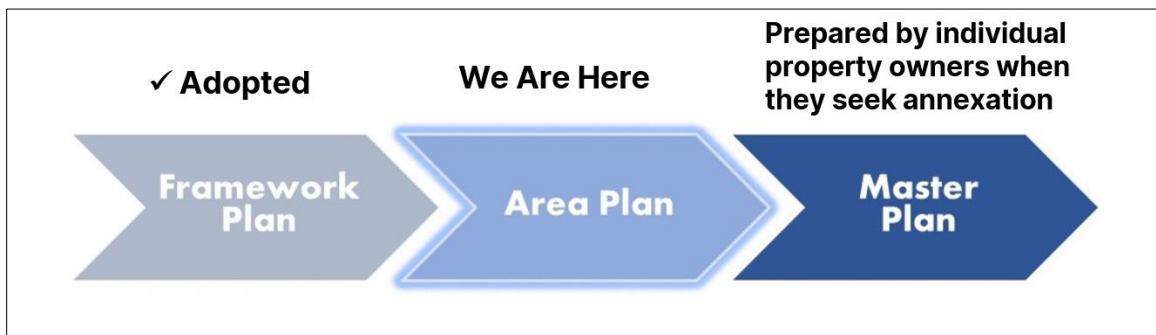 ✓ Adopted
We Are Here
Prepared by individual
property owners when
they seek annexation
Framework
Plan
Area Plan
Master
Plan